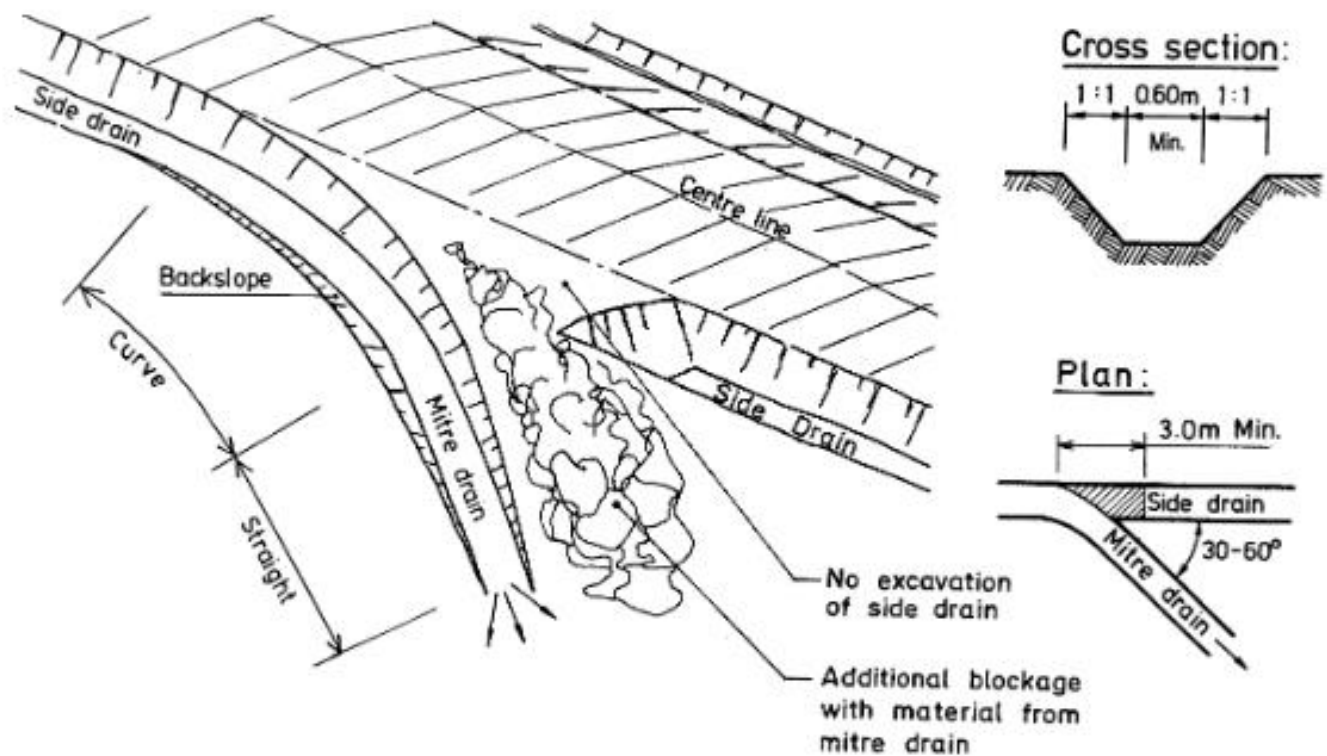 Side drain
Backslope
Curve
Straight
Mitre drain
Centre line
Side Drain
No excavation
of side drain
Additional blockage
with material from
mitre drain
Cross section:
1:1 0.60m 1:1
Min.
Plan:
3.0m Min.
Side drain
30-60°
Mitre drain